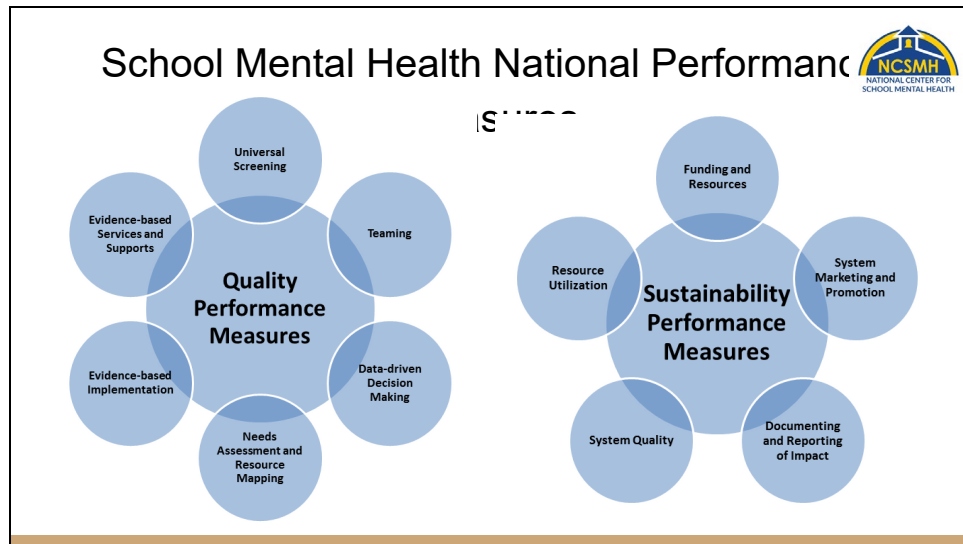 School Mental Health National Performanc
sures
NCSMH
NATIONAL CENTER FOR
SCHOOL MENTAL HEALTH
Universal
Screening
Teaming
Data-driven
Decision
Making
Needs
Assessment and
Resource
Mapping
Evidence-based
Implementation
Evidence-based
Services and
Supports
Quality
Performance
Measures
Funding and
Resources
System
Marketing and
Promotion
Documenting
and Reporting
of Impact
System Quality
Resource
Utilization
Sustainability
Performance
Measures